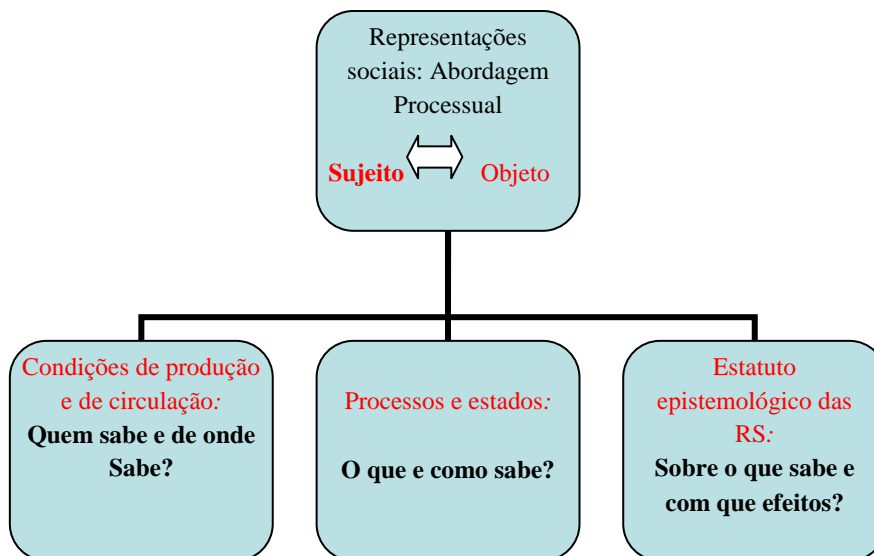 Representações
sociais: Abordagem
Processual
Sujeito Objeto
Condições de produção
e de circulação:
Quem sabe e de onde
Sabe?
Processos e estados:
O que e como sabe?
Estatuto
epistemológico das
RS:
Sobre o que sabe e
com que efeitos?